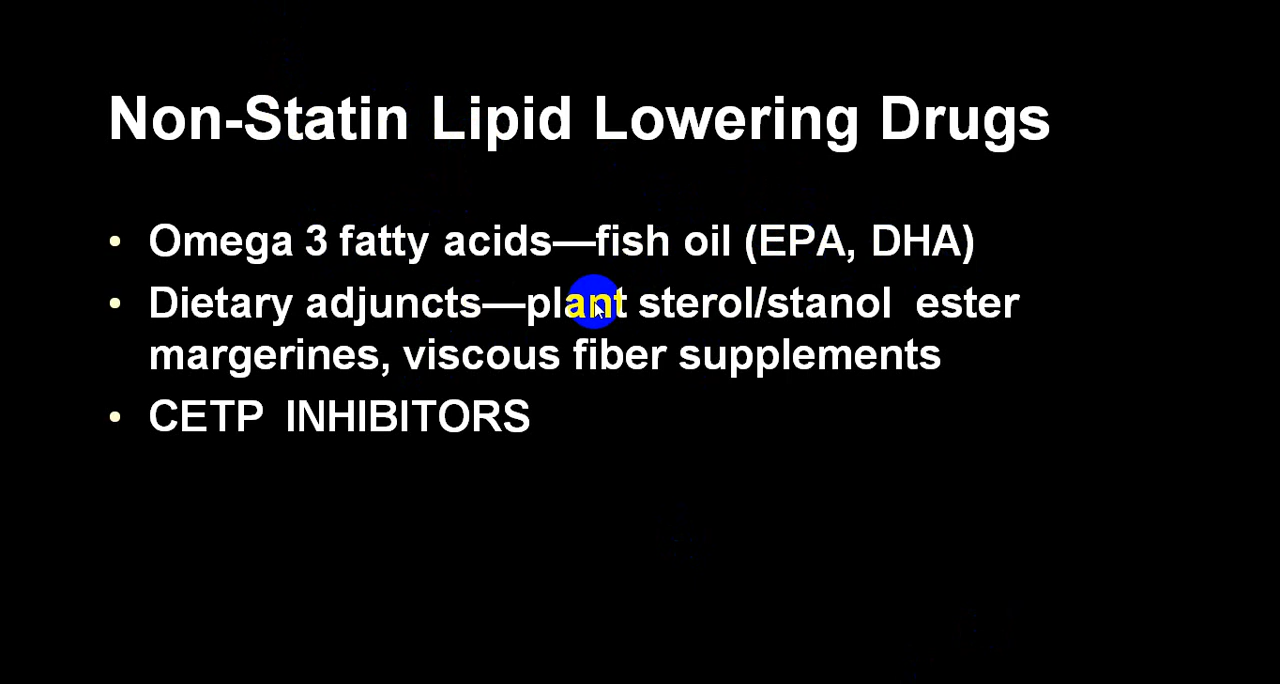 Non-Statin Lipid Lowering Drugs
• Omega 3 fatty acids—fish oil (EPA, DHA)
• Dietary adjuncts—plant sterol/stanol ester
margerines, viscous fiber supplements
• CETP INHIBITORS